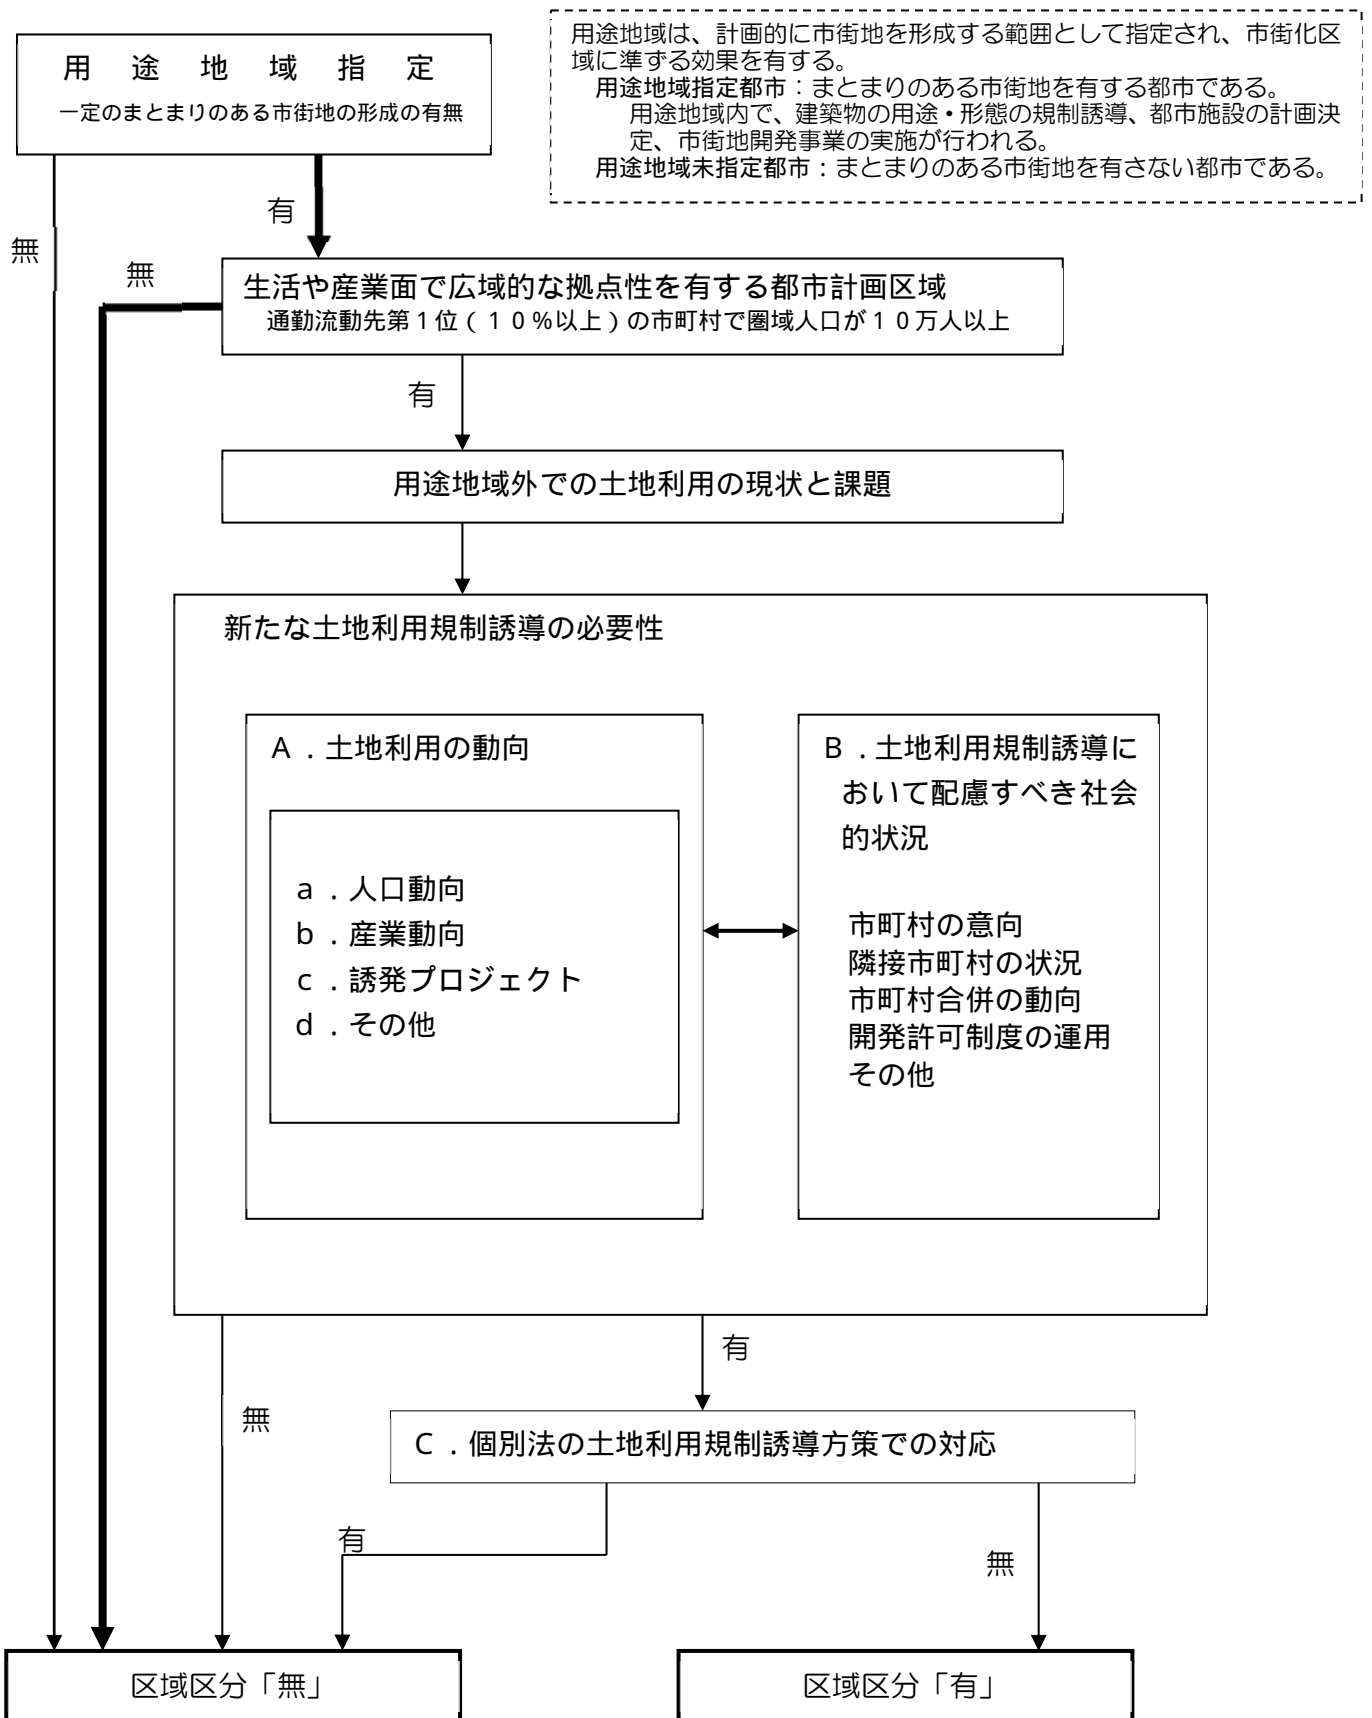 用途地域指定
一定のまとまりのある市街地の形成の有無
用途地域は、計画的に市街地を形成する範囲として指定され、市街化区
域に準ずる効果を有する。
用途地域指定都市：まとまりのある市街地を有する都市である。
用途地域内で、建築物の用途・形態の規制誘導、都市施設の計画決
定、市街地開発事業の実施が行われる。
用途地域未指定都市：まとまりのある市街地を有さない都市である。
有
無
無
生活や産業面で広域的な拠点性を有する都市計画区域
通勤流動先第１位（１０％以上）の市町村で圏域人口が１０万人以上
有
用途地域外での土地利用の現状と課題
新たな土地利用規制誘導の必要性
Ａ．土地利用の動向
ａ．人口動向
ｂ．産業動向
ｃ．誘発プロジェクト
ｄ．その他
Ｂ．土地利用規制誘導に
おいて配慮すべき社会
的状況
市町村の意向
隣接市町村の状況
市町村合併の動向
開発許可制度の運用
その他
有
無
Ｃ．個別法の土地利用規制誘導方策での対応
有
無
区域区分「無」
区域区分「有」